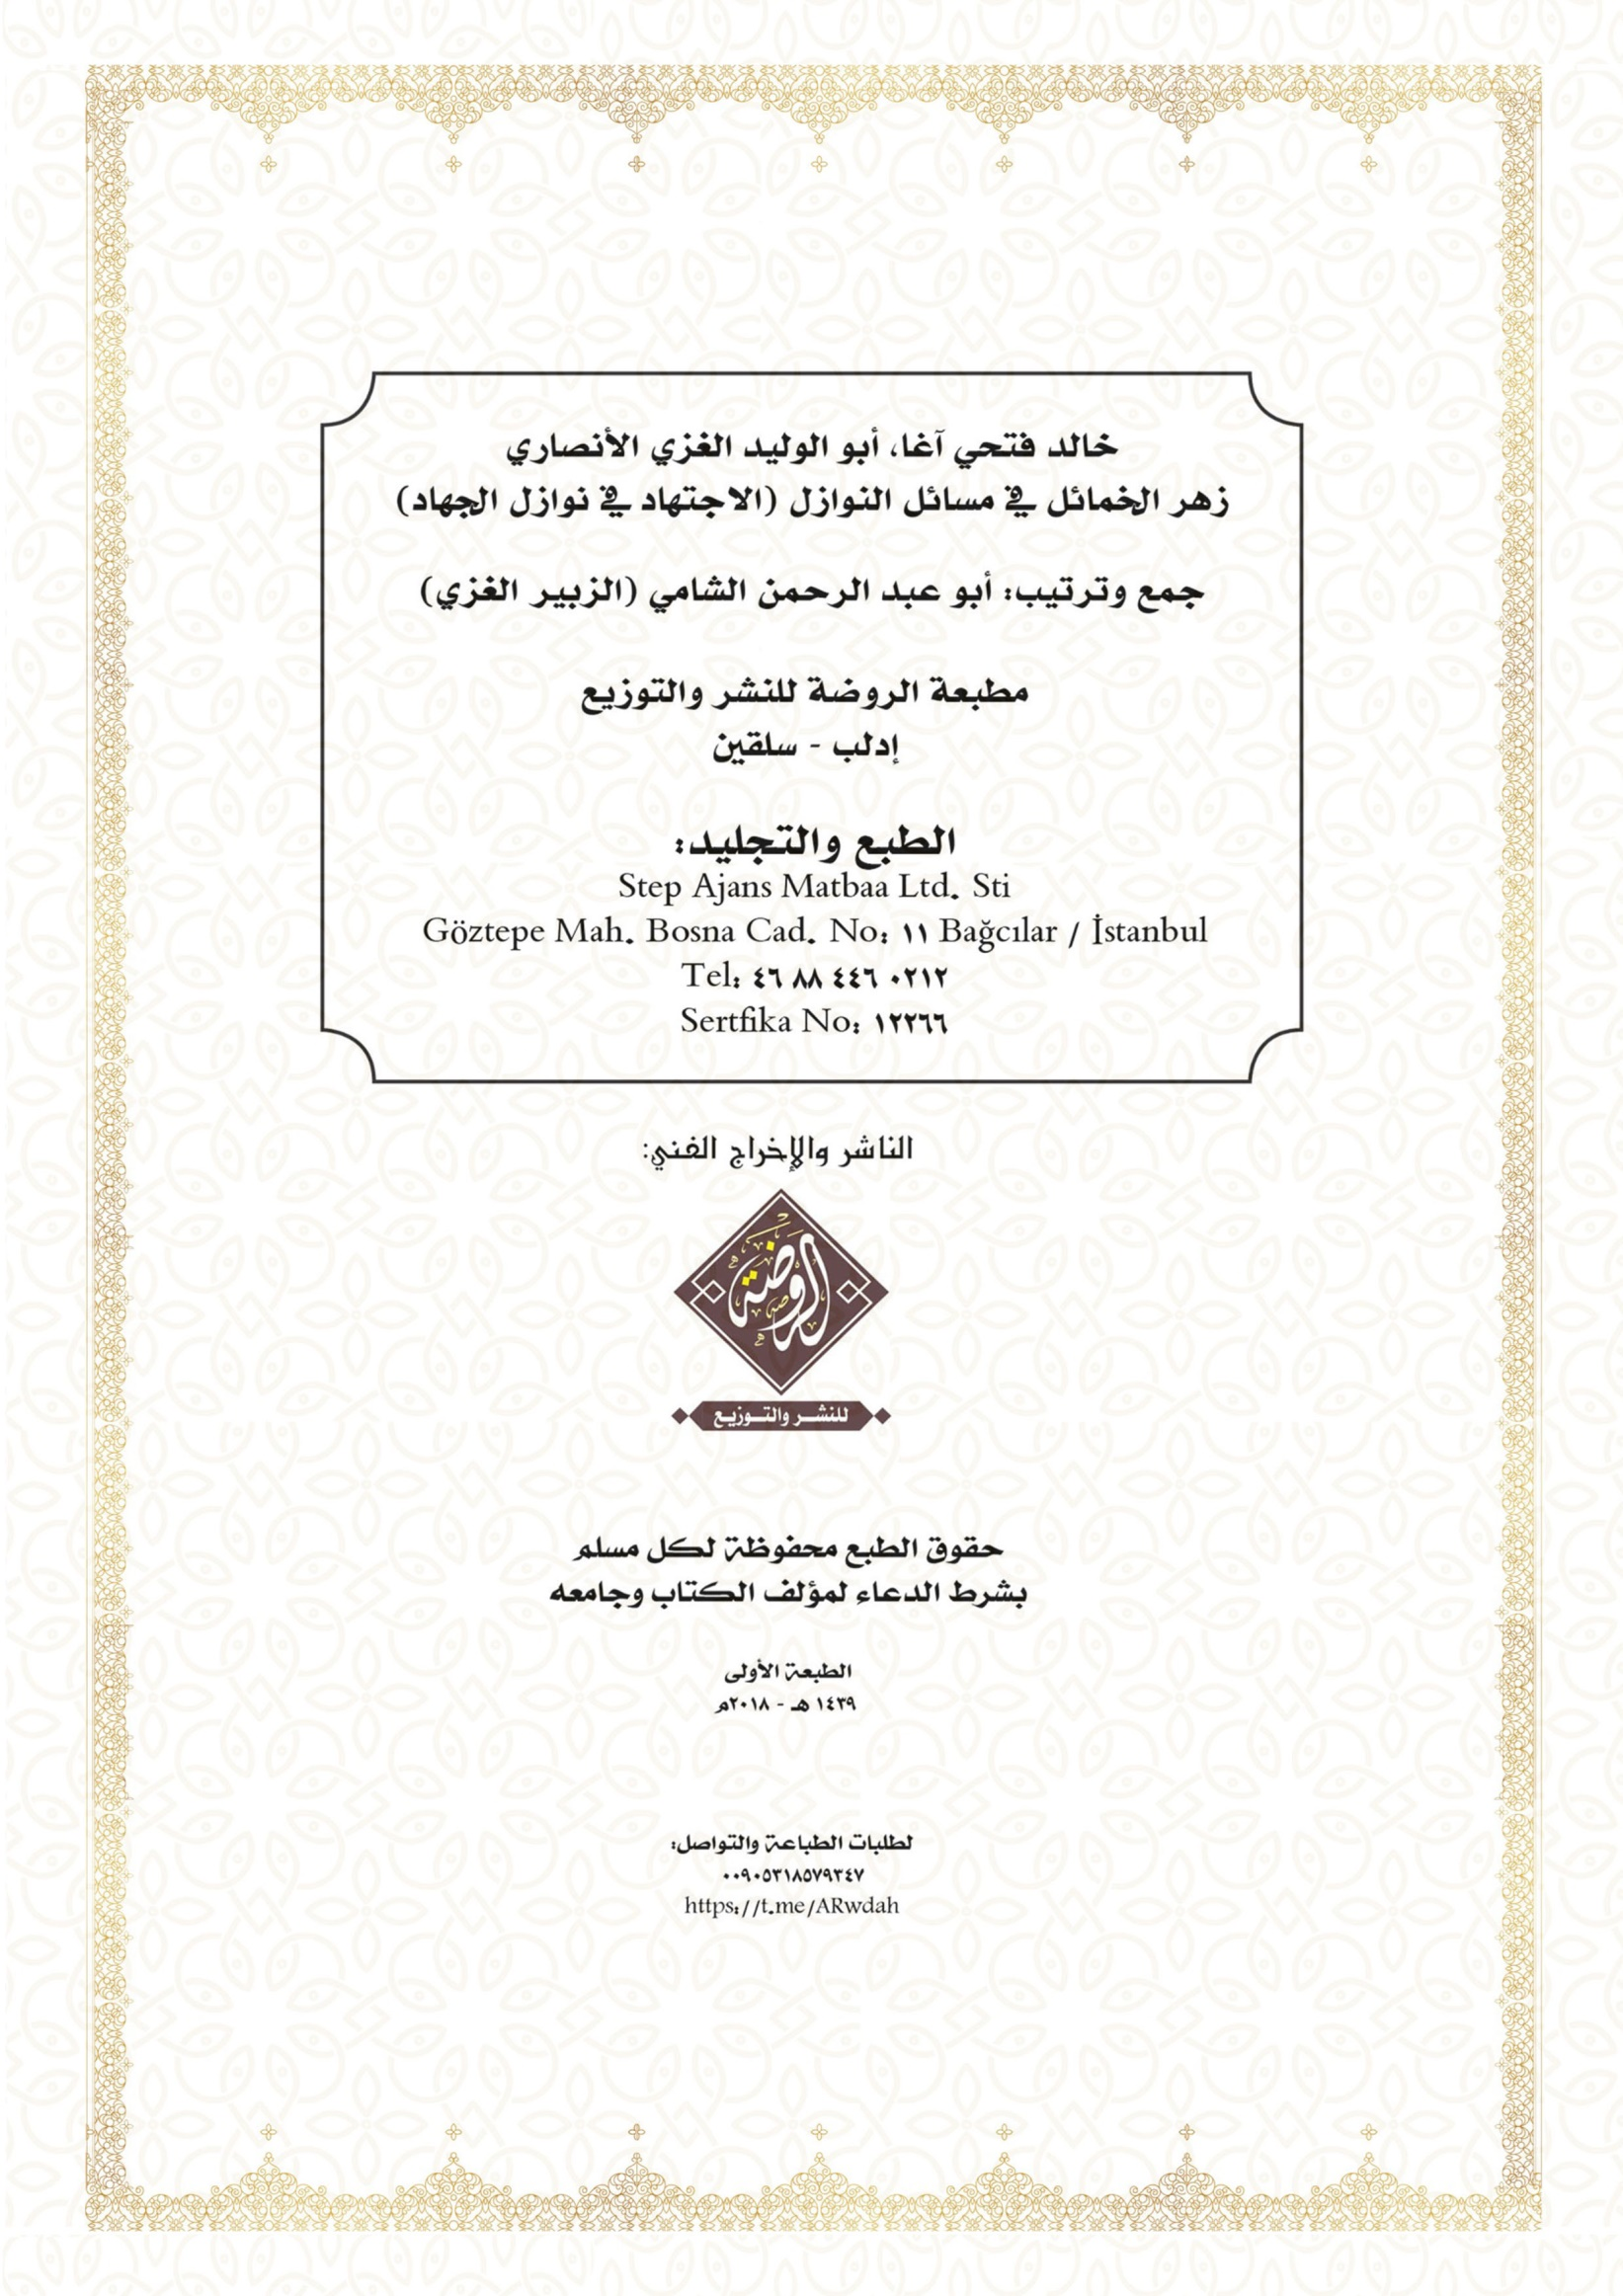 خالد فتحي آغا، أبو الوليد الغزي الأنصاري
زهر الخمائل في مسائل النوازل (الاجتهاد في نوازل الجهاد)
جمع وترتيب: أبو عبد الرحمن الشامي (الزبير الغزي)
مطبعة الروضة للنشر والتوزيع
إدلب - سلقين
الطبع والتجليد:
Step Ajans Matbaa Ltd. Sti
Göztepe Mah. Bosna Cad. No: ١١ Bağcılar / İstanbul
Tel: ٤٦ ٨٨ ٤٤٦ ٠٢١٢
Sertfika No: ١٢٢٦٦
الناشر والإخراج الفني:
الروضة
للنشر والتوزيع
حقوق الطبع محفوظة لكل مسلم
بشرط الدعاء لمؤلف الكتاب وجامعه
الطبعة الأولى
١٤٣٩ هـ - ٢٠١٨م
لطلبات الطباعة والتواصل:
٠٠٩٠٥٣١٨٥٧٩٣٤٧
https://t.me/ARwdah